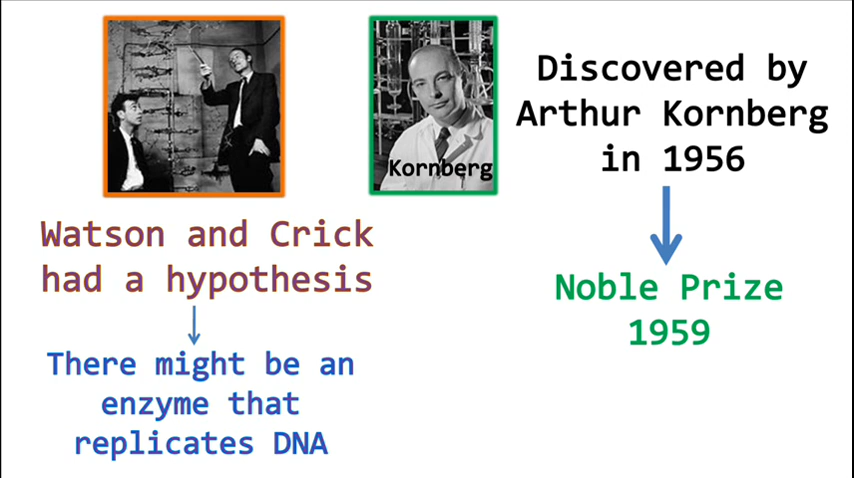 Watson and Crick
had a hypothesis
There might be an
enzyme that
replicates DNA
Kornberg
Discovered by
Arthur Kornberg
in 1956
Noble Prize
1959